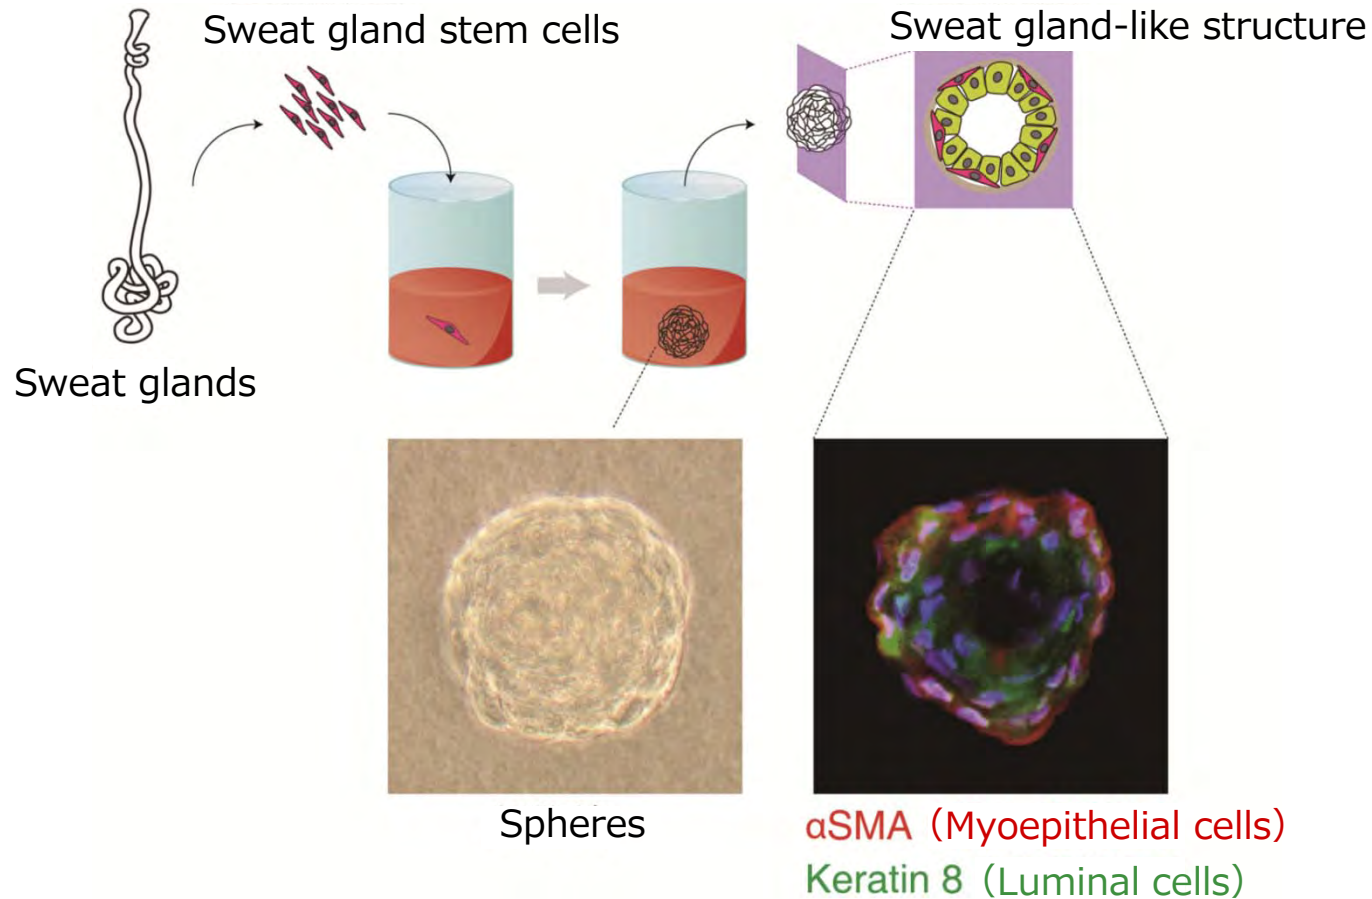 Sweat gland stem cells
Sweat gland-like structure
Sweat glands
Spheres
αSMA（Myoepithelial cells）
Keratin 8（Luminal cells）